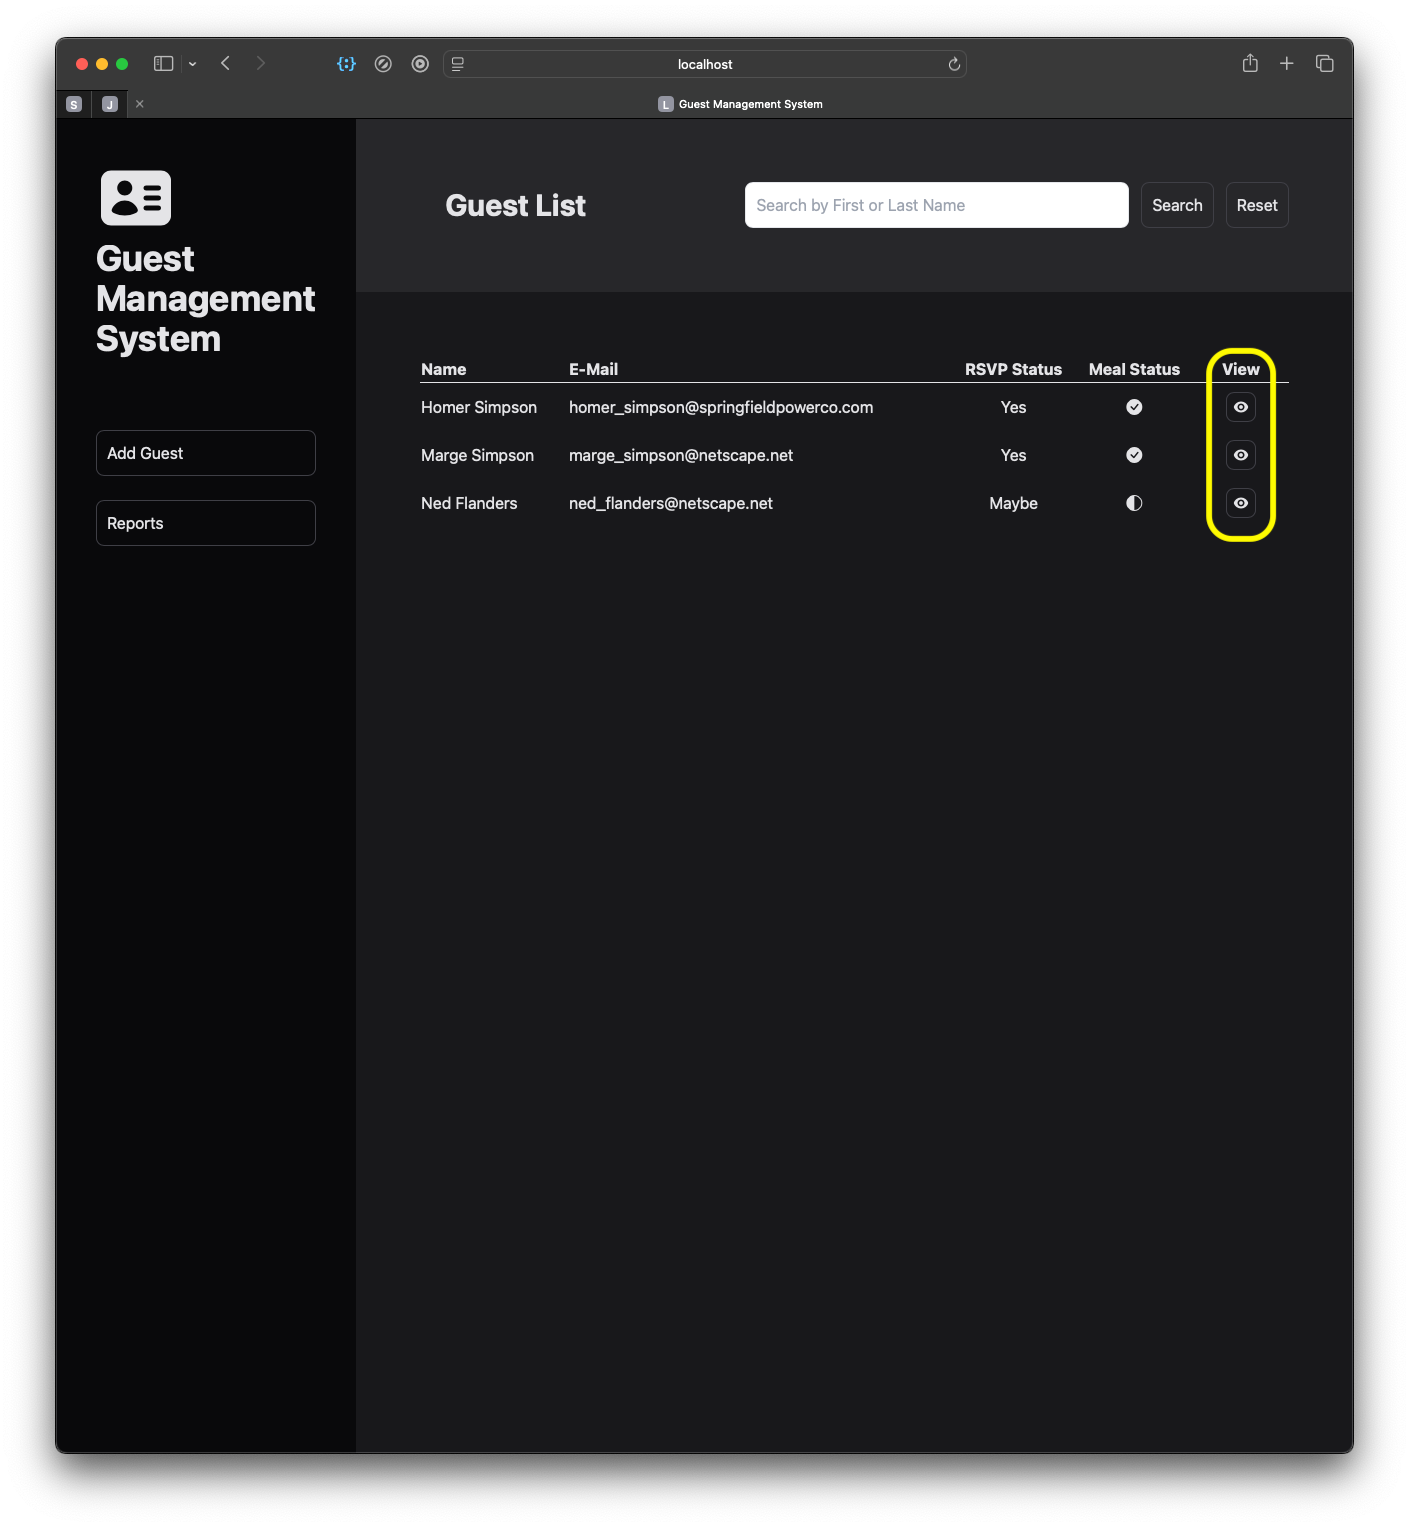 localhost
S
J
L Guest Management System
Guest
Management
System
Add Guest
Reports
Guest List
Search by First or Last Name
Search
Reset
Name E-Mail RSVP Status Meal Status View
Homer Simpson homer_simpson@springfieldpowerco.com Yes
Marge Simpson marge_simpson@netscape.net Yes
Ned Flanders ned_flanders@netscape.net Maybe